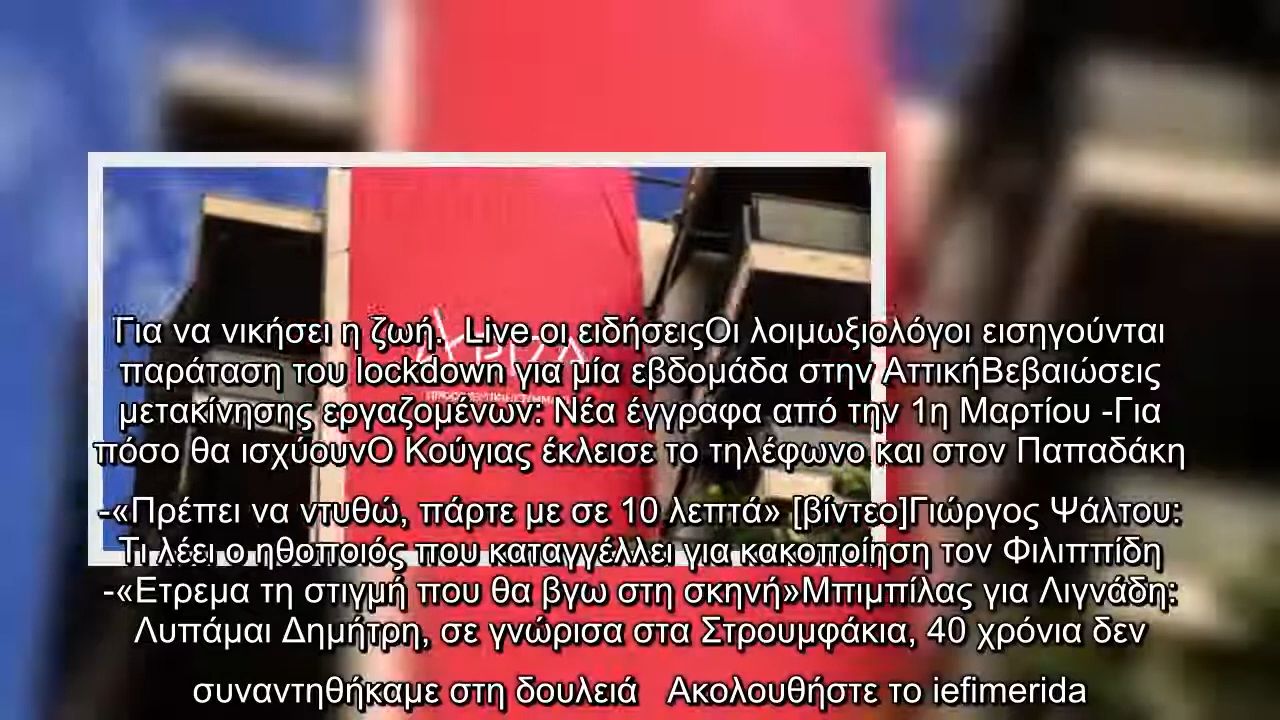 Για να νικήσει η ζωή.  Live οι ειδήσειςΟι λοιμωξιολόγοι εισηγούνται
παράταση του lockdown για μία εβδομάδα στην ΑττικήΒεβαιώσεις
μετακίνησης εργαζομένων: Νέα έγγραφα από την 1η Μαρτίου -Για
πόσο θα ισχύουνΟ Κούγιας έκλεισε το τηλέφωνο και στον Παπαδάκη
-«Πρέπει να ντυθώ, πάρτε με σε 10 λεπτά» [βίντεο]Γιώργος Ψάλτου:
Τι λέει ο ηθοποιός που καταγγέλλει για κακοποίηση τον Φιλιππίδη
-«Ετρεμα τη στιγμή που θα βγω στη σκηνή»Μπιμπίλας για Λιγνάδη:
Λυπάμαι Δημήτρη, σε γνώρισα στα Στρουμφάκια, 40 χρόνια δεν
συναντηθήκαμε στη δουλειά   Ακολουθήστε το iefimerida